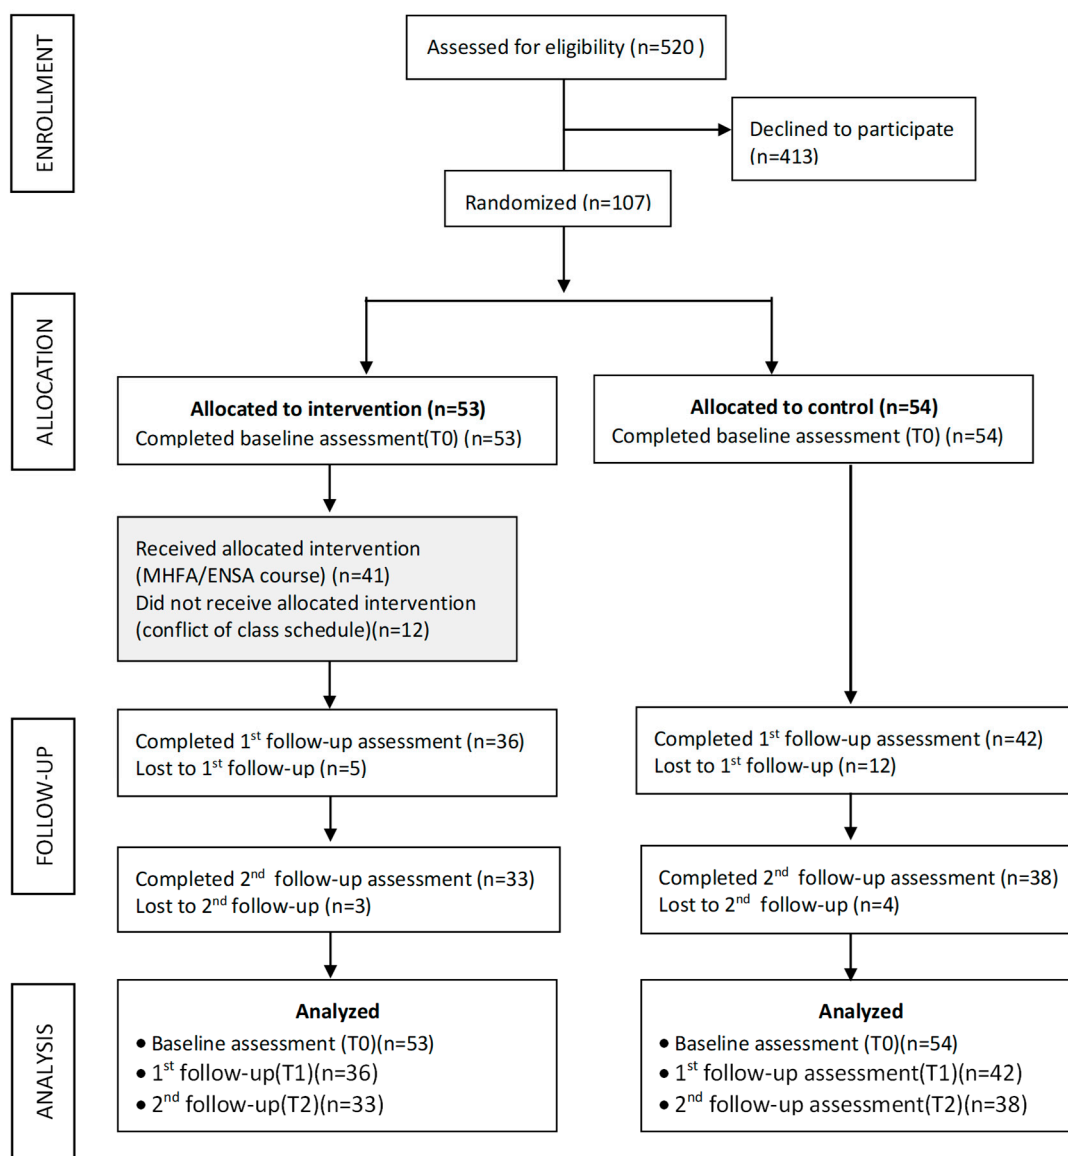 ENROLLMENT
Assessed for eligibility (n=520 )
Declined to participate
(n=413)
Randomized (n=107)
ALLOCATION
Allocated to intervention (n=53)
Completed baseline assessment(T0) (n=53)
Allocated to control (n=54)
Completed baseline assessment (T0) (n=54)
Received allocated intervention
(MHFA/ENSA course) (n=41)
Did not receive allocated intervention
(conflict of class schedule)(n=12)
FOLLOW-UP
Completed 1st follow-up assessment (n=36)
Lost to 1st follow-up (n=5)
Completed 1st follow-up assessment (n=42)
Lost to 1st follow-up (n=12)
Completed 2nd follow-up assessment (n=33)
Lost to 2nd follow-up (n=3)
Completed 2nd follow-up assessment (n=38)
Lost to 2nd follow-up (n=4)
ANALYSIS
Analyzed
• Baseline assessment (T0)(n=53)
• 1st follow-up(T1)(n=36)
• 2nd follow-up(T2)(n=33)
Analyzed
• Baseline assessment (T0)(n=54)
• 1st follow-up assessment(T1)(n=42)
• 2nd follow-up assessment(T2)(n=38)